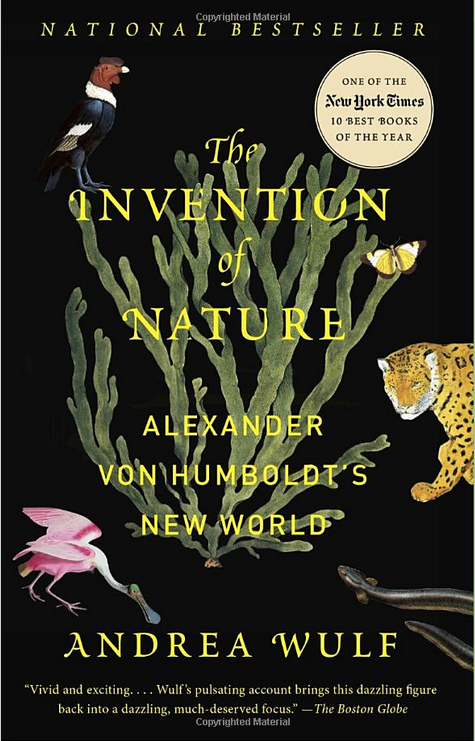 Copyrighted Material
NATIONAL BESTSELLER
ONE OF THE
New York Times
10 BEST BOOKS
OF THE YEAR
The
INVENTION
of
NATURE
ALEXANDER
VON HUMBOLDT'S
NEW WORLD
ANDREA WULF
“Vivid and exciting. . . . Wulf’s pulsating account brings this dazzling figure
back into a dazzling, much-deserved focus.” —The Boston Globe
Copyrighted Material